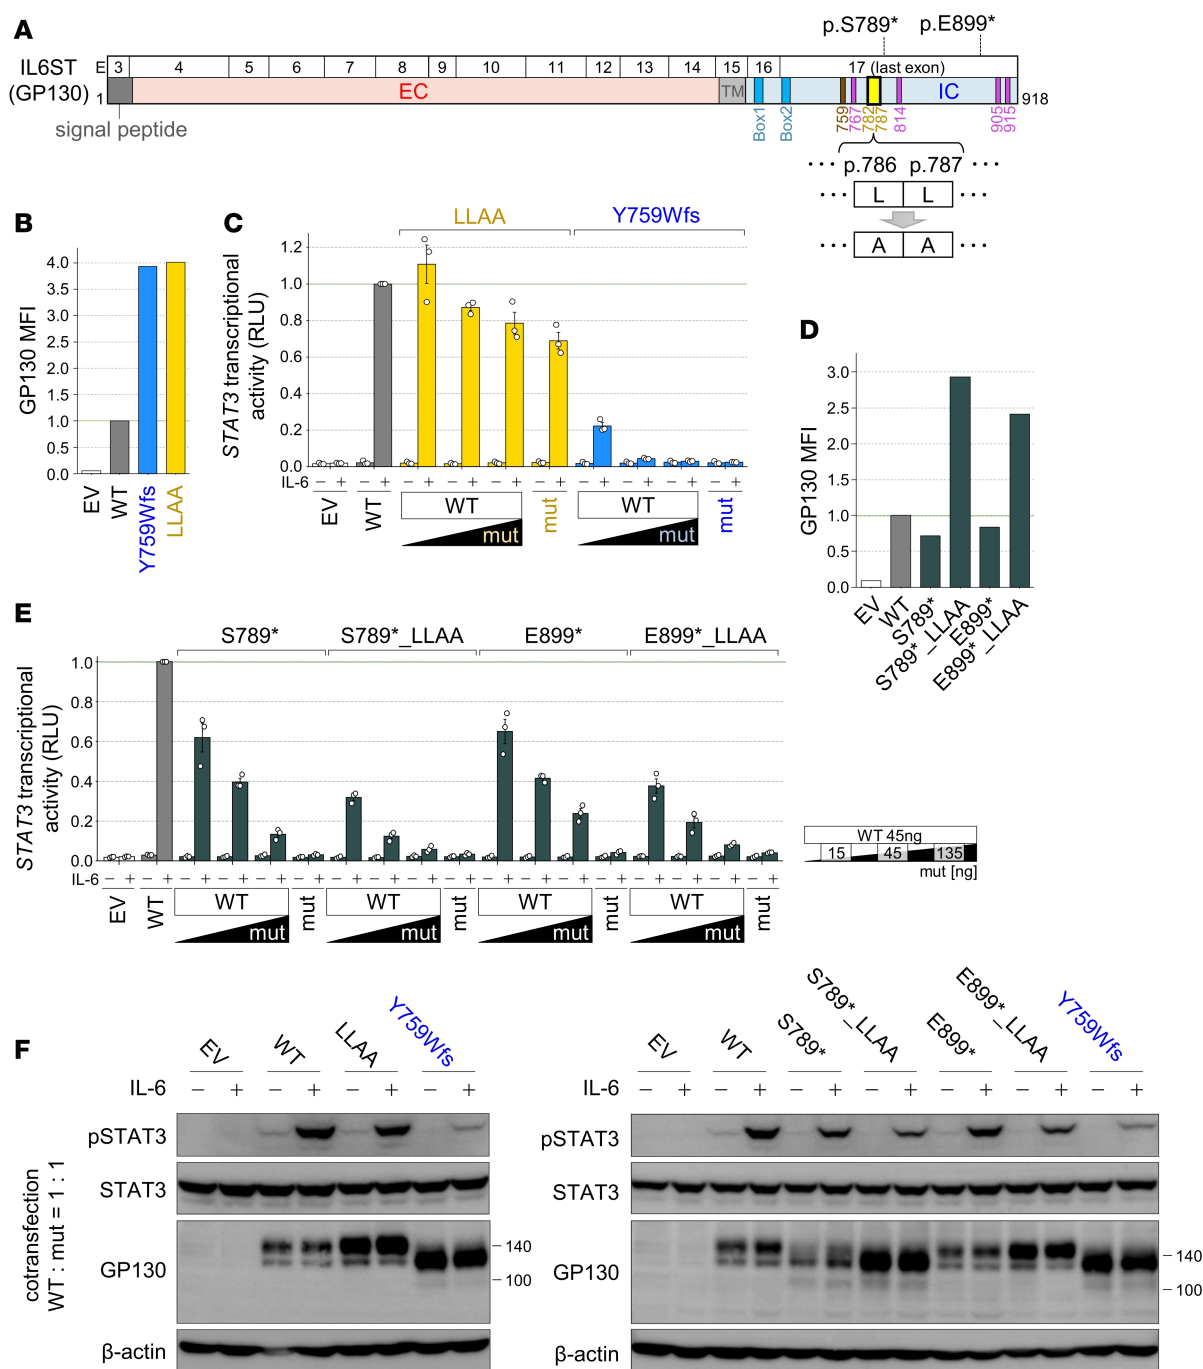 A
p.S789*
p.E899*
IL6ST
(GP130)
E 3 4 5 6 7 8 9 10 11 12 13 14 15 16 17 (last exon)
1 EC TM IC 918
signal peptide
Box1 Box2 759 767 782 787 814 905 915
··· p.786 p.787 ···
··· L L ···
··· A A ···
B
GP130 MFI
4.0
3.5
3.0
2.5
2.0
1.5
1.0
0.5
0.0
EV WT Y759Wfs LLAA
C
LLAA Y759Wfs
STAT3 transcriptional
activity (RLU)
1.2
1.0
0.8
0.6
0.4
0.2
0.0
IL-6 − + − + − + − + − + − + − + − + − + − +
EV WT WT mut mut WT mut mut
D
GP130 MFI
3.0
2.5
2.0
1.5
1.0
0.5
0.0
EV WT S789* S789*_LLAA E899* E899*_LLAA
E
S789* S789*_LLAA E899* E899*_LLAA
STAT3 transcriptional
activity (RLU)
1.0
0.8
0.6
0.4
0.2
0.0
IL-6 − + − + − + − + − + − + − + − + − + − + − + − + − + − + − + − + − + − +
EV WT WT mut mut WT mut mut WT mut mut WT mut mut
WT 45ng
15 45 135
mut [ng]
F
cotransfection
WT : mut = 1 : 1
EV WT LLAA Y759Wfs
IL-6 − + − + − + − +
pSTAT3
STAT3
GP130
140
100
β-actin
EV WT S789* S789*_LLAA E899* E899*_LLAA Y759Wfs
IL-6 − + − + − + − + − + − + − +
pSTAT3
STAT3
GP130
140
100
β-actin